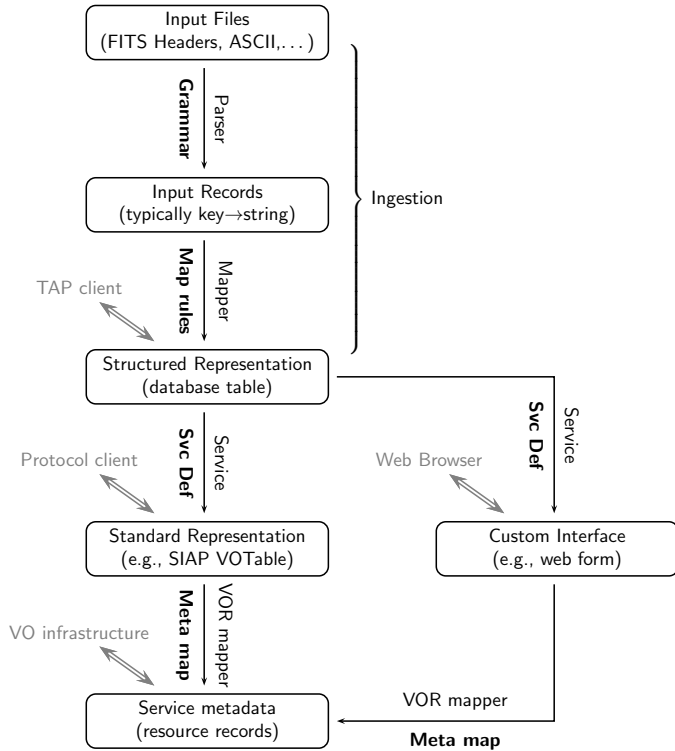 Input Files
(FITS Headers, ASCII,...)
Grammar
Parser
Input Records
(typically key→string)
Ingestion
Map rules
Mapper
TAP client
Structured Representation
(database table)
Svc Def
Service
Svc Def
Service
Protocol client
Web Browser
Standard Representation
(e.g., SIAP VOTable)
Custom Interface
(e.g., web form)
Meta map
VOR mapper
VO infrastructure
Service metadata
(resource records)
VOR mapper
Meta map